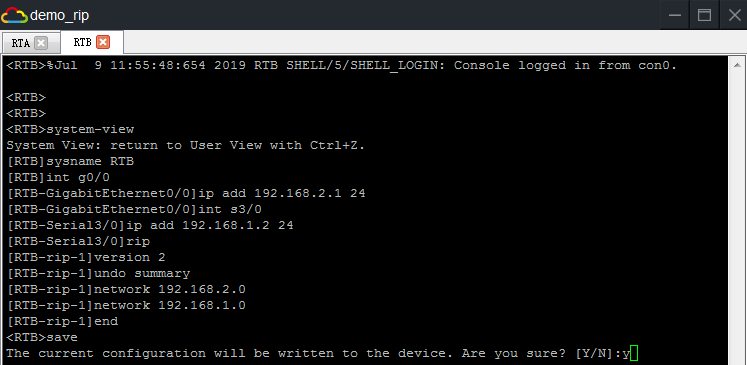 demo_rip
RTA
RTB
<RTB>%Jul  9 11:55:48:654 2019 RTB SHELL/5/SHELL_LOGIN: Console logged in from con0.
<RTB>
<RTB>
<RTB>system-view
System View: return to User View with Ctrl+Z.
[RTB]sysname RTB
[RTB]int g0/0
[RTB-GigabitEthernet0/0]ip add 192.168.2.1 24
[RTB-GigabitEthernet0/0]int s3/0
[RTB-Serial3/0]ip add 192.168.1.2 24
[RTB-Serial3/0]rip
[RTB-rip-1]version 2
[RTB-rip-1]undo summary
[RTB-rip-1]network 192.168.2.0
[RTB-rip-1]network 192.168.1.0
[RTB-rip-1]end
<RTB>save
The current configuration will be written to the device. Are you sure? [Y/N]:y